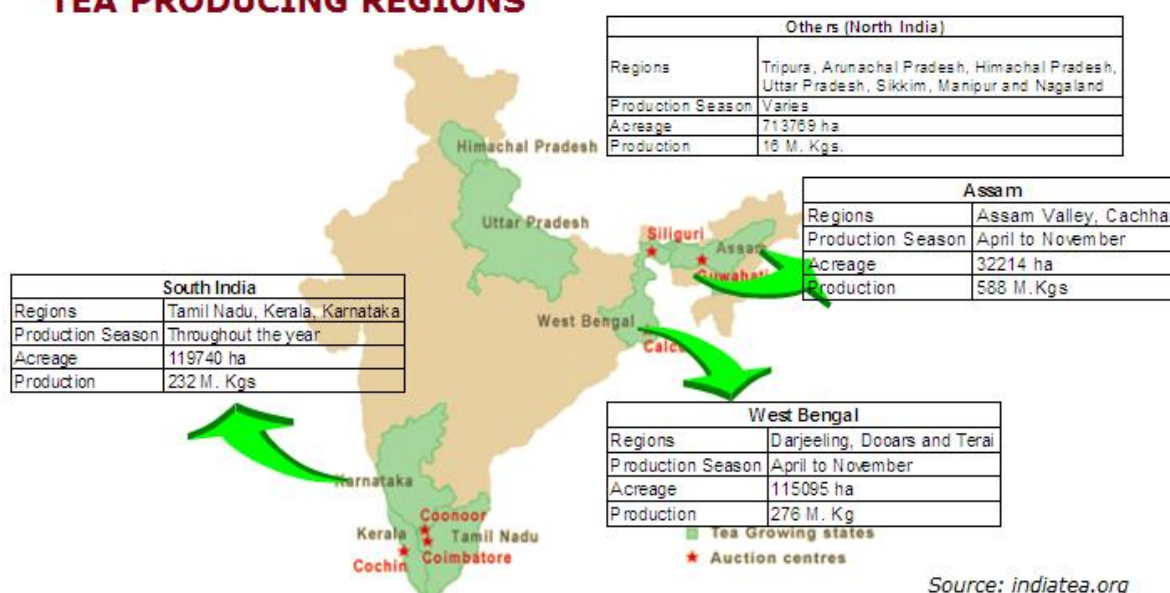 TEA PRODUCING REGIONS
Others (North India)
Regions Tripura, Arunachal Pradesh, Himachal Pradesh,
Uttar Pradesh, Sikkim, Manipur and Nagaland
Production Season Varies
Acreage 713769 ha
Production 16 M. Kgs.
Himachal Pradesh
Uttar Pradesh
Siliguri
Assam
Guwahati
West Bengal
Assam
Regions Assam Valley, Cachha
Production Season April to November
Acreage 32214 ha
Production 588 M.Kgs
South India
Regions Tamil Nadu, Kerala, Karnataka
Production Season Throughout the year
Acreage 119740 ha
Production 232 M. Kgs
Calcu
West Bengal
Regions Darjeeling, Dooars and Terai
Production Season April to November
Acreage 115095 ha
Production 276 M. Kg
Karnataka
Coonoor
Kerala
Tamil Nadu
Cochin
Coimbatore
Tea Growing states
Auction centres
Source: indiatea.org